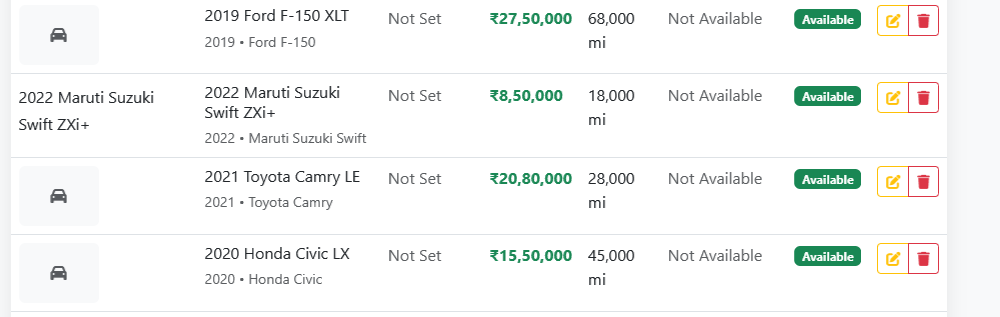 2019 Ford F-150 XLT Not Set ₹27,50,000 68,000 Not Available Available
2019 • Ford F-150 mi
2022 Maruti Suzuki 2022 Maruti Suzuki Not Set ₹8,50,000 18,000 Not Available Available
Swift ZXi+ Swift ZXi+ mi
2022 • Maruti Suzuki Swift
2021 Toyota Camry LE Not Set ₹20,80,000 28,000 Not Available Available
2021 • Toyota Camry mi
2020 Honda Civic LX Not Set ₹15,50,000 45,000 Not Available Available
2020 • Honda Civic mi